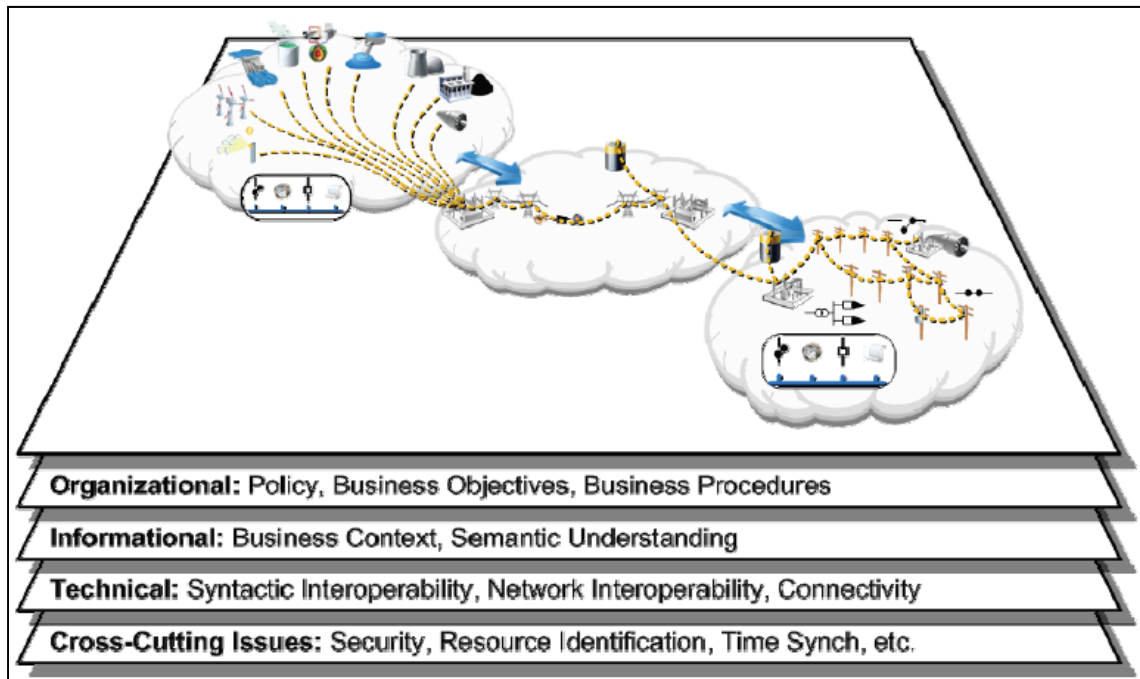 Organizational: Policy, Business Objectives, Business Procedures
Informational: Business Context, Semantic Understanding
Technical: Syntactic Interoperability, Network Interoperability, Connectivity
Cross-Cutting Issues: Security, Resource Identification, Time Synch, etc.